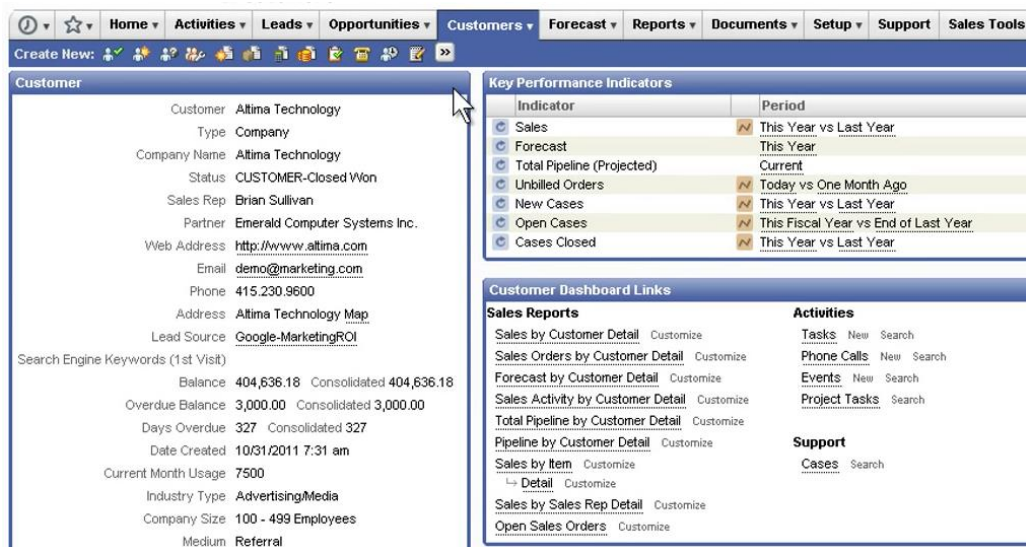 Home Activities Leads Opportunities Customers Forecast Reports Documents Setup Support Sales Tools
Create New:
Customer
Customer Altima Technology
Type Company
Company Name Altima Technology
Status CUSTOMER-Closed Won
Sales Rep Brian Sullivan
Partner Emerald Computer Systems Inc.
Web Address http://www.altima.com
Email demo@marketing.com
Phone 415.230.9600
Address Altima Technology Map
Lead Source Google-MarketingROI
Search Engine Keywords (1st Visit)
Balance 404,636.18 Consolidated 404,636.18
Overdue Balance 3,000.00 Consolidated 3,000.00
Days Overdue 327 Consolidated 327
Date Created 10/31/2011 7:31 am
Current Month Usage 7500
Industry Type Advertising/Media
Company Size 100 - 499 Employees
Medium Referral
Key Performance Indicators
Indicator Period
Sales This Year vs Last Year
Forecast This Year
Total Pipeline (Projected) Current
Unbilled Orders Today vs One Month Ago
New Cases This Year vs Last Year
Open Cases This Fiscal Year vs End of Last Year
Cases Closed This Year vs Last Year
Customer Dashboard Links
Sales Reports
Sales by Customer Detail Customize
Sales Orders by Customer Detail Customize
Forecast by Customer Detail Customize
Sales Activity by Customer Detail Customize
Total Pipeline by Customer Detail Customize
Pipeline by Customer Detail Customize
Sales by Item Customize
Detail Customize
Sales by Sales Rep Detail Customize
Open Sales Orders Customize
Activities
Tasks New Search
Phone Calls New Search
Events New Search
Project Tasks Search
Support
Cases Search